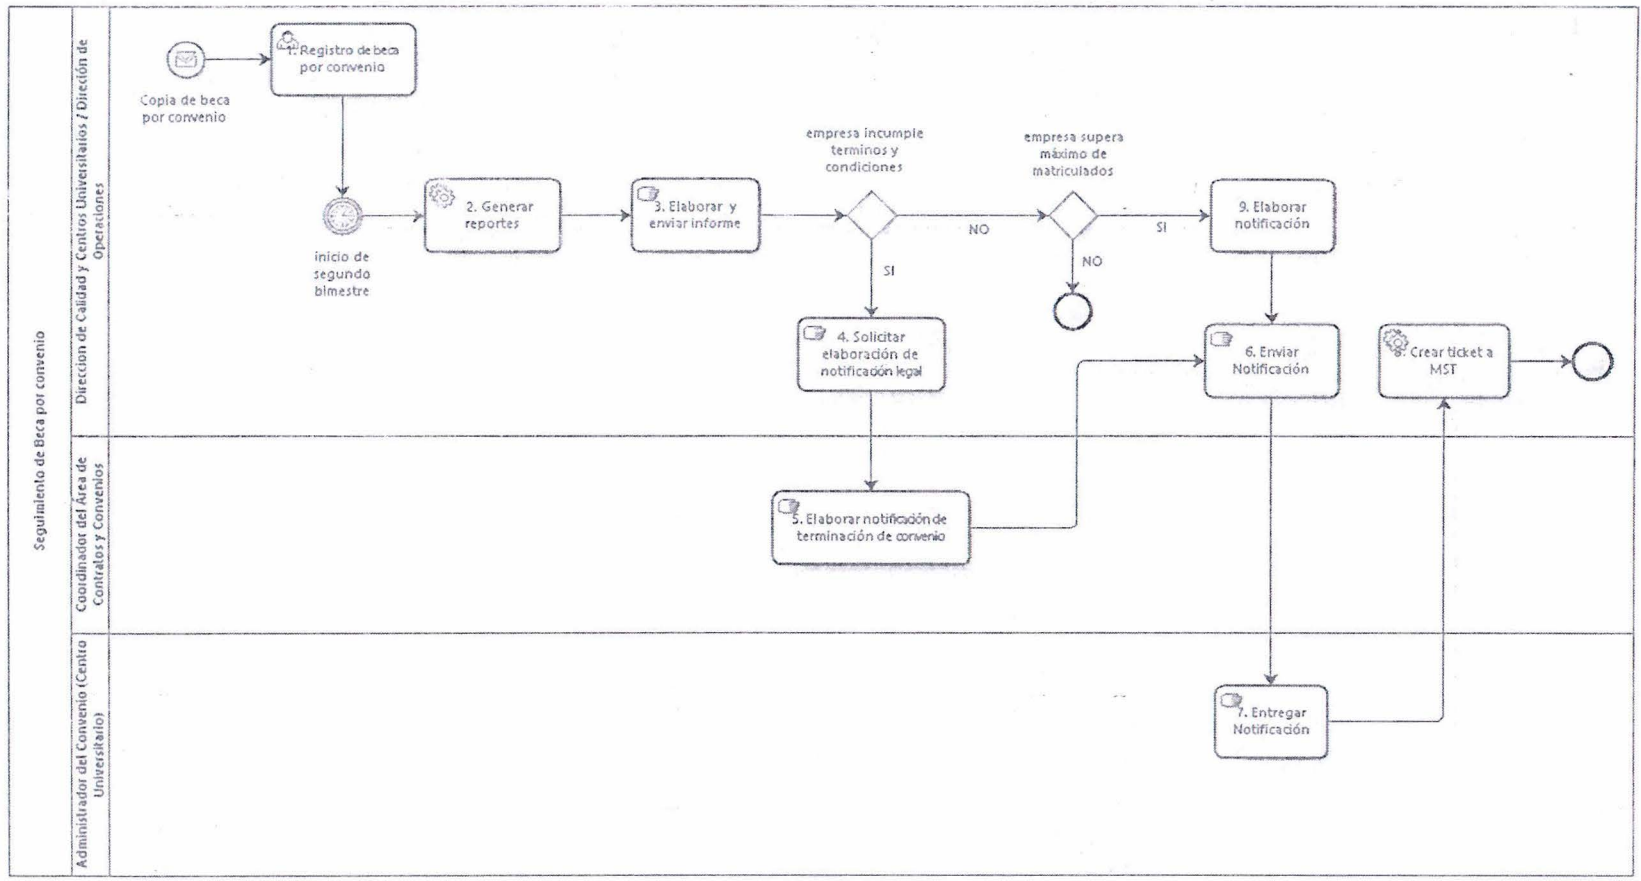 Seguimiento de Beca por convenio
Direccion de Calidad y Centros Universitarios / Direción de
Operaciones
Copia de beca
por convenio
1. Registro de beca
por convenio
inicio de
segundo
bimestre
2. Generar
reportes
3. Elaborar y
enviar informe
empresa incumple
terminos y
condiciones
NO
SI
empresa supera
máximo de
matriculados
SI
NO
9. Elaborar
notificación
4. Solicitar
elaboración de
notificación legal
6. Enviar
Notificación
8. Crear ticket a
MST
Coordinador del Área de
Contratos y Convenios
5. Elaborar notificación de
terminación de convenio
Administrador del Convenio (Centro
Universitario)
7. Entregar
Notificación